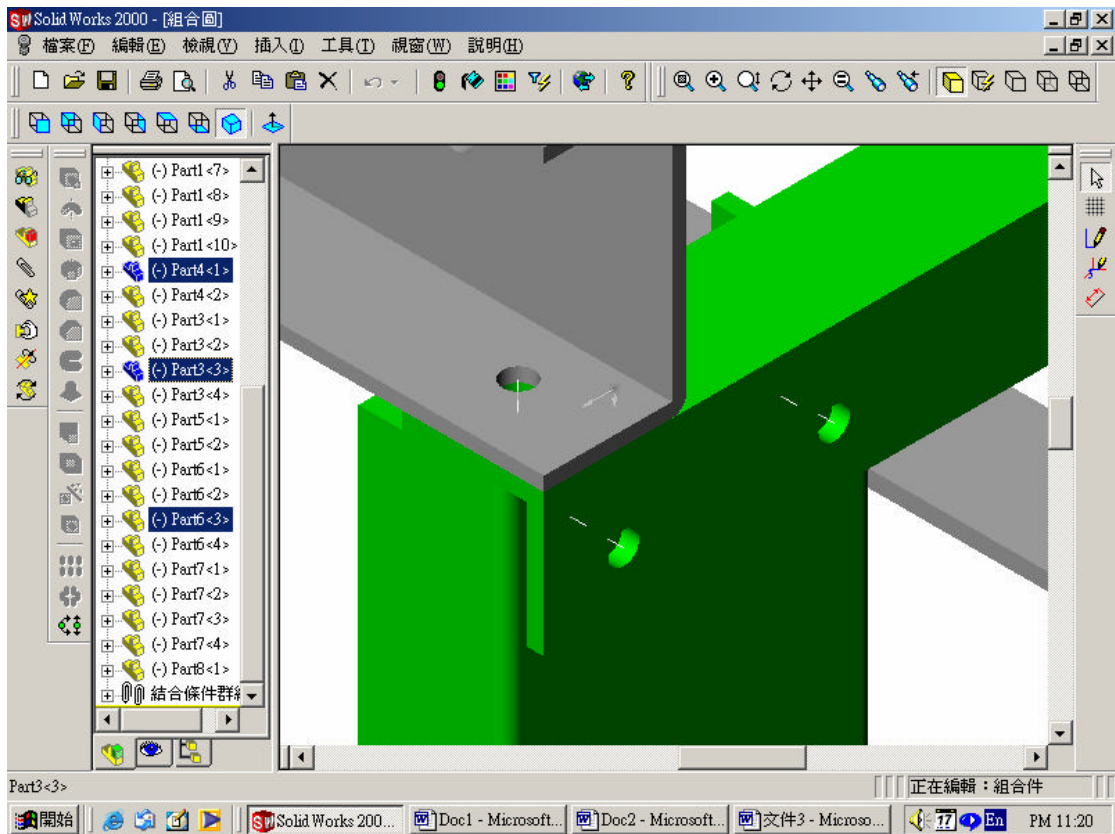 Solid Works 2000 - [組合圖]
檔案(F) 編輯(E) 檢視(V) 插入(I) 工具(T) 視窗(W) 說明(H)
(-) Part1<7>
(-) Part1<8>
(-) Part1<9>
(-) Part1<10>
(-) Part4<1>
(-) Part4<2>
(-) Part3<1>
(-) Part3<2>
(-) Part3<3>
(-) Part3<4>
(-) Part5<1>
(-) Part5<2>
(-) Part6<1>
(-) Part6<2>
(-) Part6<3>
(-) Part6<4>
(-) Part7<1>
(-) Part7<2>
(-) Part7<3>
(-) Part7<4>
(-) Part8<1>
結合條件群
Part3<3>
正在編輯：組合件
開始
Solid Works 200...
Doc1 - Microsoft...
Doc2 - Microsoft...
文件3 - Microso...
17
En
PM 11:20